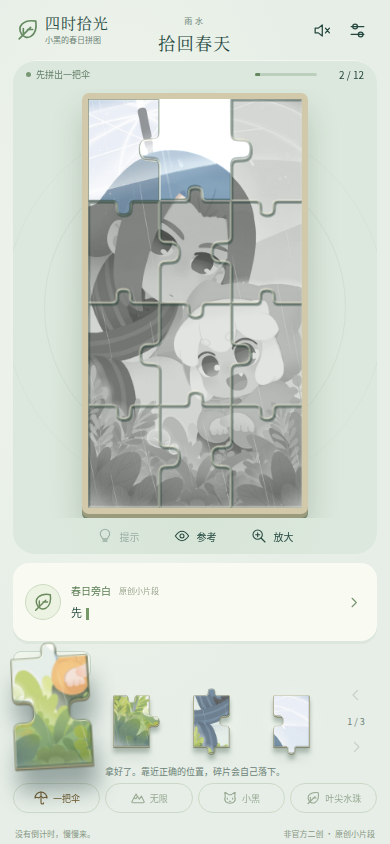 四时拾光
小黑的春日拼图
雨水
拾回春天
先拼出一把伞
2 / 12
提示
参考
放大
春日旁白
原创小片段
先
1 / 3
拿好了。靠近正确的位置，碎片会自己落下。
一把伞
无限
小黑
叶尖水珠
没有倒计时，慢慢来。
非官方二创 · 原创小片段